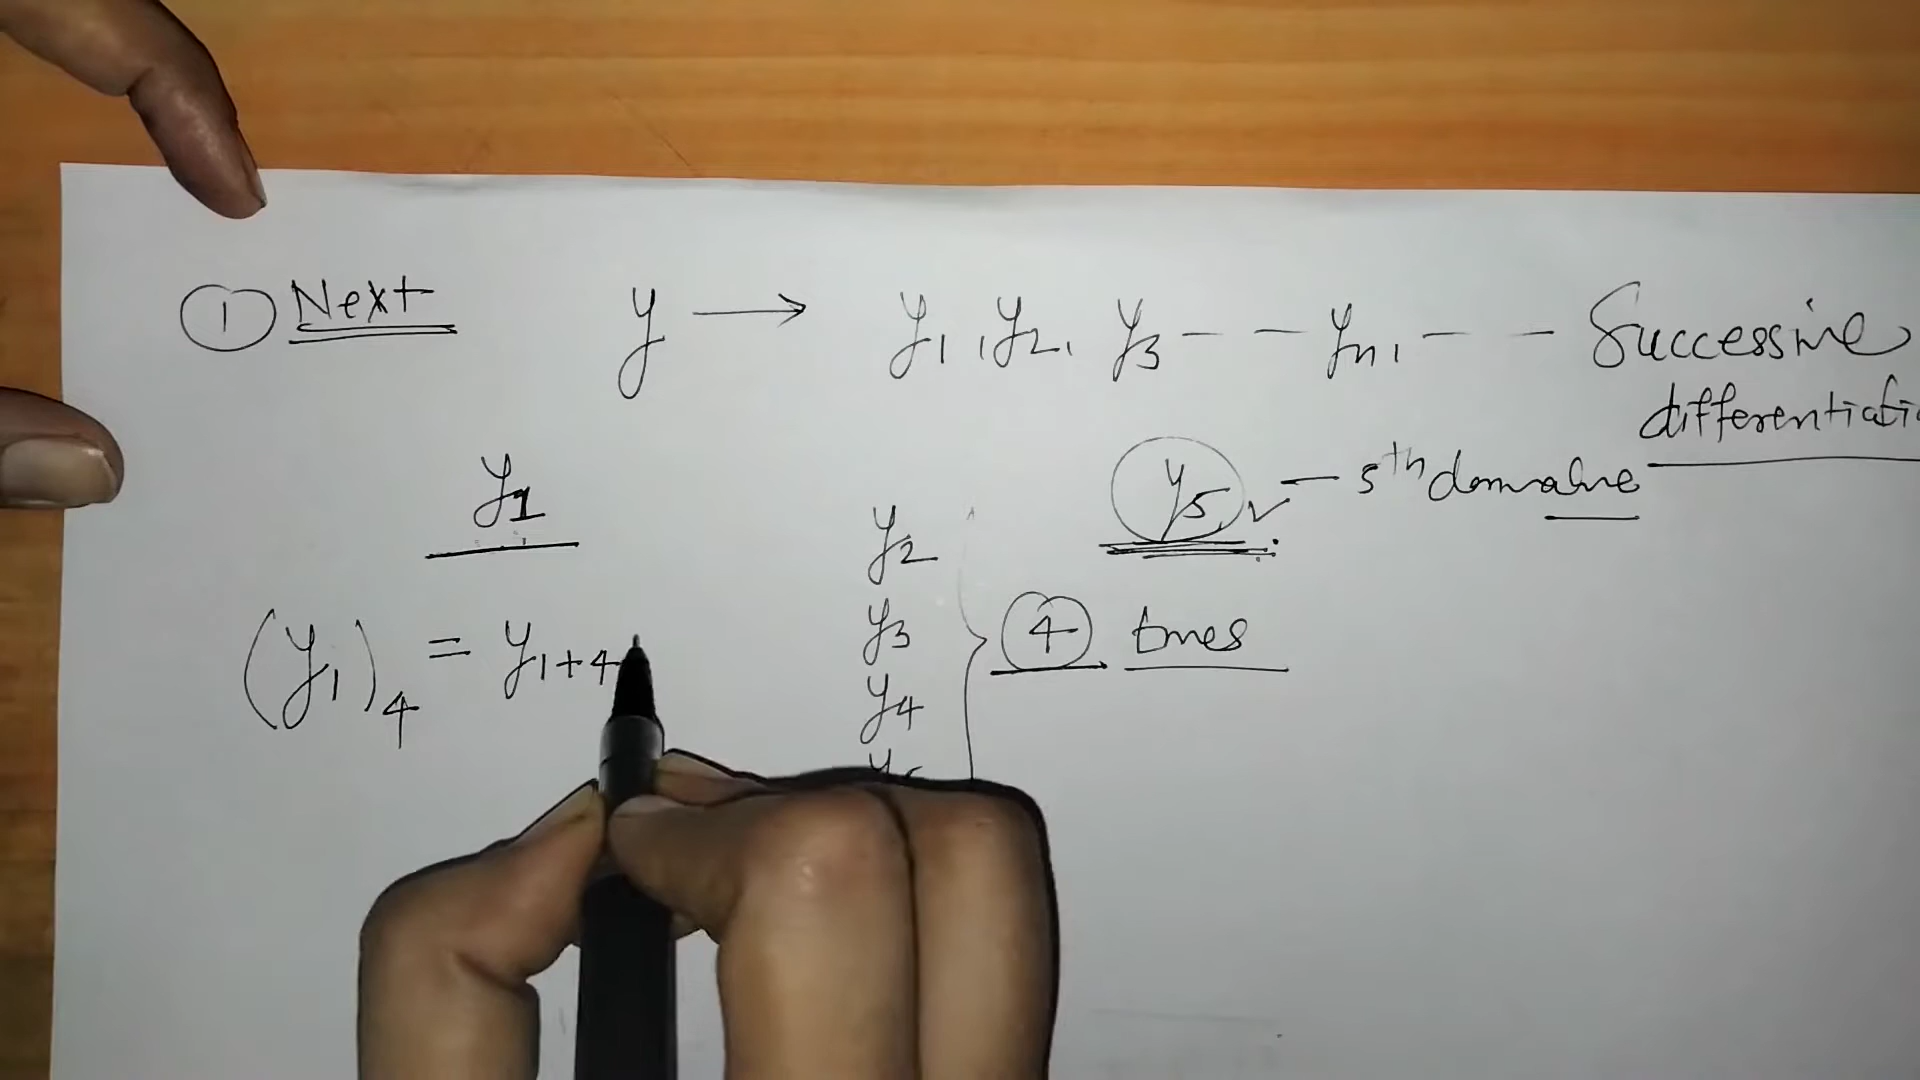 ① Next y → y₁, y₂, y₃ - - yₙ, - - Successive
differentiati
y₁ y₅ ✓ — 5th derivative
y₂
(y₁)₄ = y₁₊₄ y₃ } ④ times
y₄